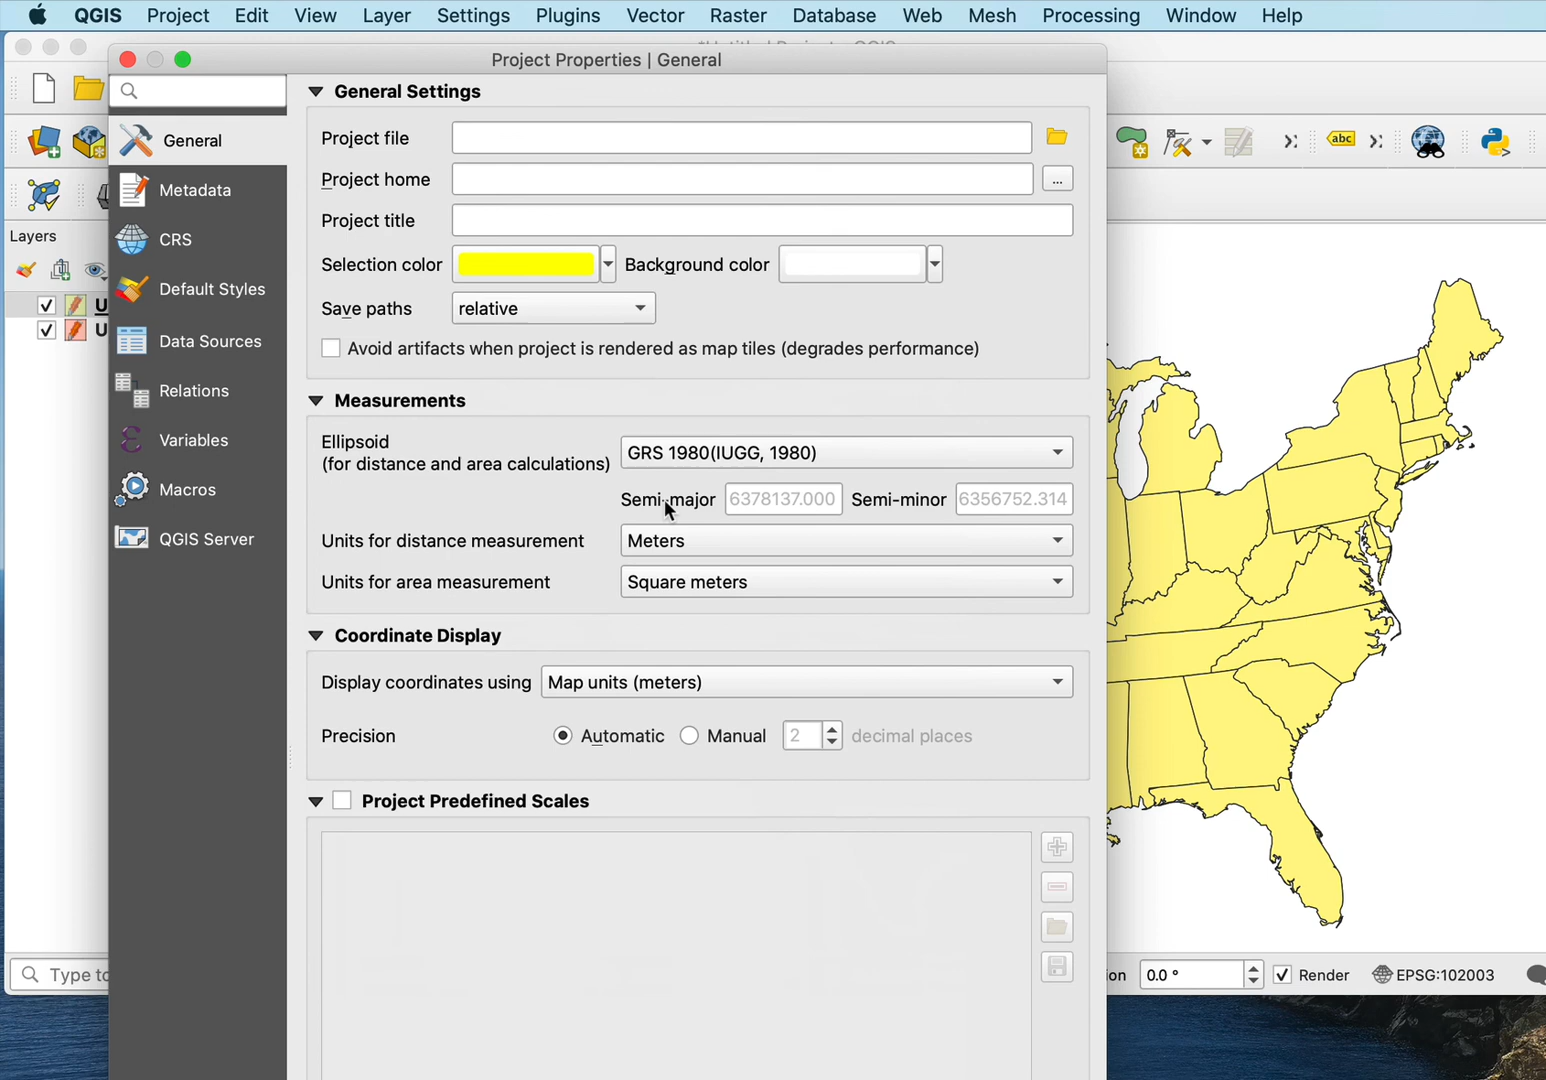 QGIS Project Edit View Layer Settings Plugins Vector Raster Database Web Mesh Processing Window Help
Project Properties | General
General Settings
Project file
General
abc
Project home
...
Metadata
Project title
Layers
CRS
Selection color
Background color
Default Styles
Save paths
relative
U
U
Data Sources
Avoid artifacts when project is rendered as map tiles (degrades performance)
Relations
Measurements
Ellipsoid
(for distance and area calculations)
GRS 1980(IUGG, 1980)
Variables
Macros
Semi-major
6378137.000
Semi-minor
6356752.314
QGIS Server
Units for distance measurement
Meters
Units for area measurement
Square meters
Coordinate Display
Display coordinates using
Map units (meters)
Precision
Automatic
Manual
2
decimal places
Project Predefined Scales
Type to
ion
0.0 °
Render
EPSG:102003